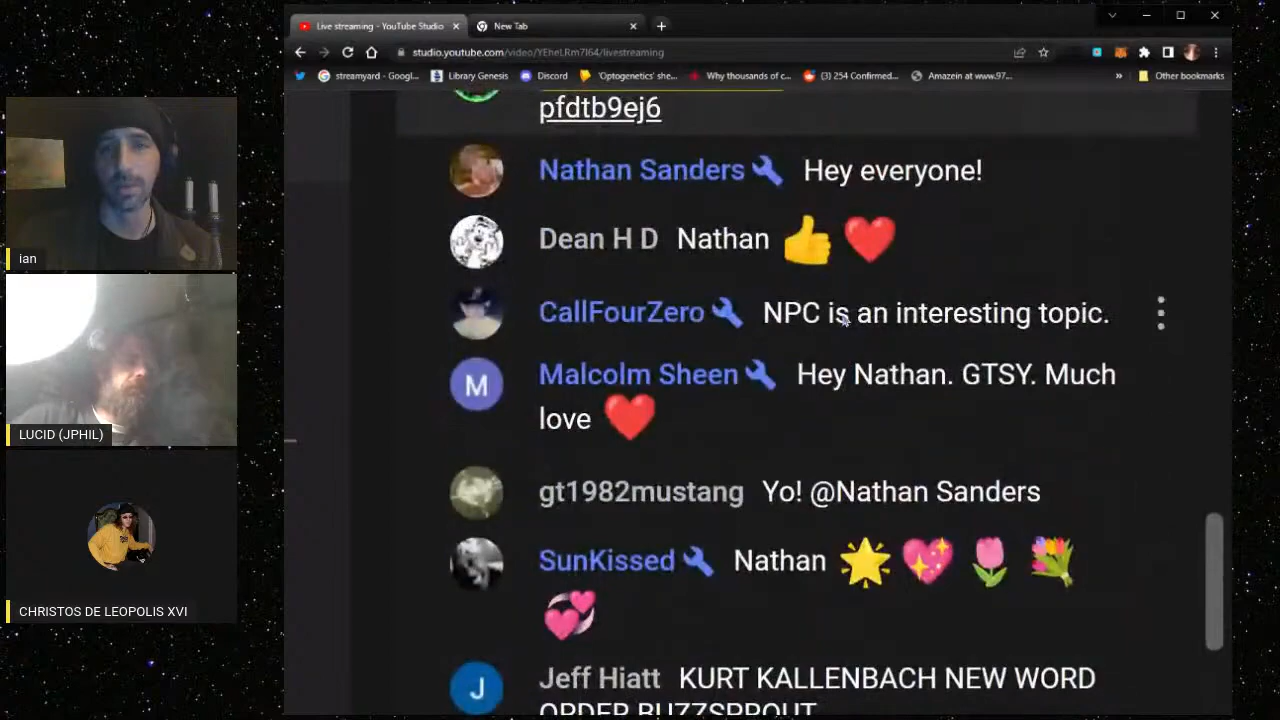 Live streaming - YouTube Studio
New Tab
studio.youtube.com/video/YEheLRm7l64/livestreaming
streamyard - Googl...
Library Genesis
Discord
'Optogenetics' she...
Why thousands of c...
(3) 254 Confirmed...
Amazein at www.97...
»
Other bookmarks
pfdtb9ej6
Nathan Sanders Hey everyone!
Dean H D Nathan 👍 ❤️
CallFourZero NPC is an interesting topic.
M
Malcolm Sheen Hey Nathan. GTSY. Much
love ❤️
gt1982mustang Yo! @Nathan Sanders
SunKissed Nathan 🌟 💖 🌷 💐
💞
J
Jeff Hiatt KURT KALLENBACH NEW WORD
ORDER BUZZSPROUT
ian
LUCID (JPHIL)
CHRISTOS DE LEOPOLIS XVI